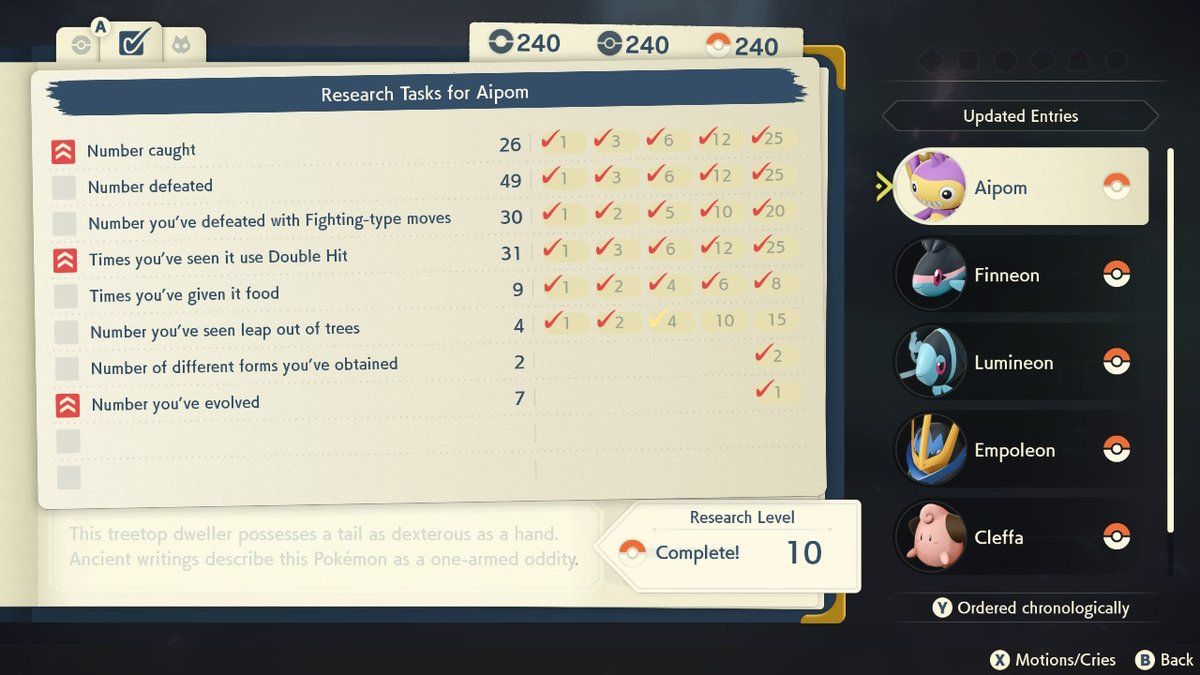 A
240 240 240
Research Tasks for Aipom
Number caught 26 1 3 6 12 25
Number defeated 49 1 3 6 12 25
Number you've defeated with Fighting-type moves 30 1 2 5 10 20
Times you've seen it use Double Hit 31 1 3 6 12 25
Times you've given it food 9 1 2 4 6 8
Number you've seen leap out of trees 4 1 2 4 10 15
Number of different forms you've obtained 2 2
Number you've evolved 7 1
This treetop dweller possesses a tail as dexterous as a hand.
Ancient writings describe this Pokémon as a one-armed oddity.
Research Level
Complete! 10
Updated Entries
Aipom
Finneon
Lumineon
Empoleon
Cleffa
Y Ordered chronologically
X Motions/Cries B Back